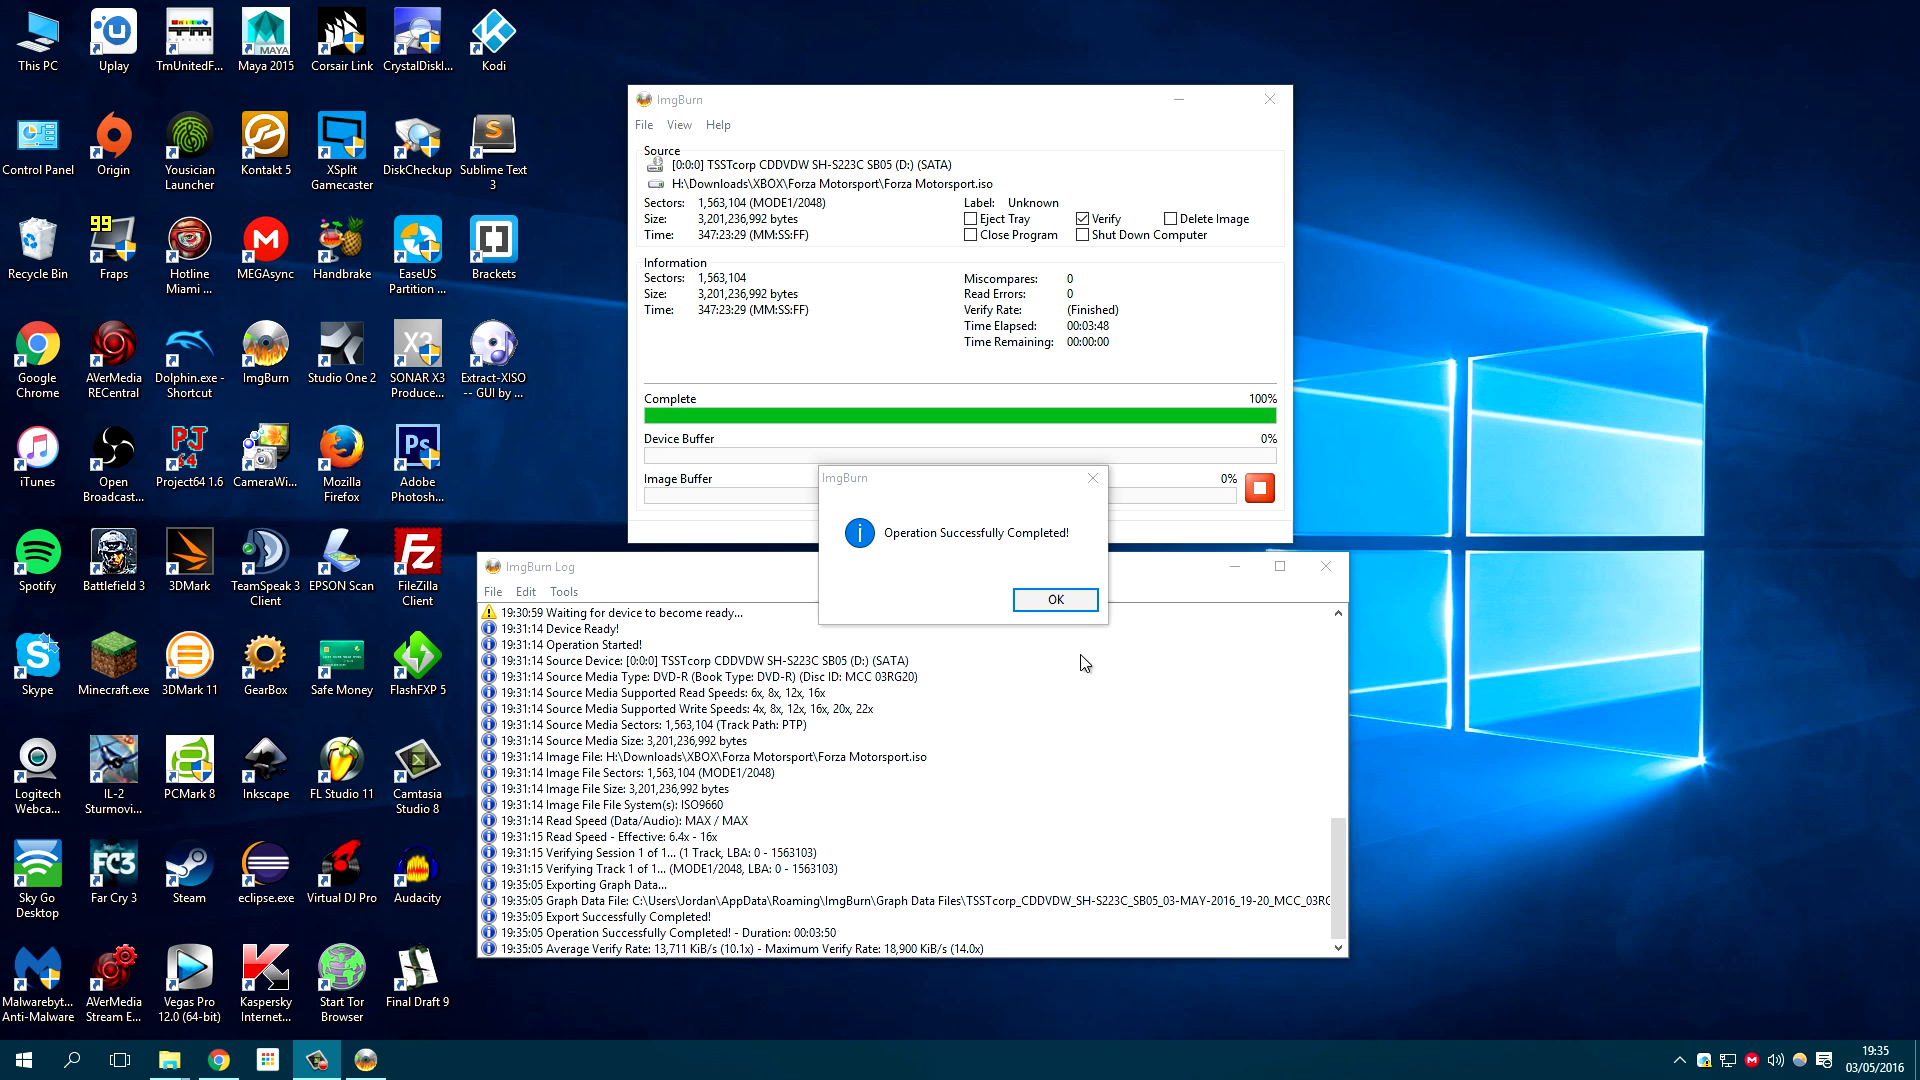 This PC
Uplay
TmUnitedF...
Maya 2015
Corsair Link
CrystalDiskI...
Kodi
Control Panel
Origin
Yousician
Launcher
Kontakt 5
XSplit
Gamecaster
DiskCheckup
Sublime Text
3
Recycle Bin
99
Fraps
Hotline
Miami ...
MEGAsync
Handbrake
EaseUS
Partition ...
Brackets
Google
Chrome
AVerMedia
RECentral
Dolphin.exe -
Shortcut
ImgBurn
Studio One 2
SONAR X3
Produce...
Extract-XISO
-- GUI by ...
iTunes
Open
Broadcast...
Project64 1.6
CameraWi...
Mozilla
Firefox
Adobe
Photosh...
Spotify
Battlefield 3
3DMark
TeamSpeak 3
Client
EPSON Scan
FileZilla
Client
Skype
Minecraft.exe
3DMark 11
GearBox
Safe Money
FlashFXP 5
Logitech
Webca...
IL-2
Sturmovi...
PCMark 8
Inkscape
FL Studio 11
Camtasia
Studio 8
Sky Go
Desktop
Far Cry 3
Steam
eclipse.exe
Virtual DJ Pro
Audacity
Malwarebyt...
Anti-Malware
AVerMedia
Stream E...
Vegas Pro
12.0 (64-bit)
Kaspersky
Internet...
Start Tor
Browser
Final Draft 9
ImgBurn
File View Help
Source
[0:0:0] TSSTcorp CDDVDW SH-S223C SB05 (D:) (SATA)
H:\Downloads\XBOX\Forza Motorsport\Forza Motorsport.iso
Sectors: 1,563,104 (MODE1/2048) Label: Unknown
Size: 3,201,236,992 bytes Eject Tray Verify Delete Image
Time: 347:23:29 (MM:SS:FF) Close Program Shut Down Computer
Information
Sectors: 1,563,104 Miscompares: 0
Size: 3,201,236,992 bytes Read Errors: 0
Time: 347:23:29 (MM:SS:FF) Verify Rate: (Finished)
Time Elapsed: 00:03:48
Time Remaining: 00:00:00
Complete 100%
Device Buffer 0%
Image Buffer 0%
ImgBurn
Operation Successfully Completed!
OK
ImgBurn Log
File Edit Tools
19:30:59 Waiting for device to become ready...
19:31:14 Device Ready!
19:31:14 Operation Started!
19:31:14 Source Device: [0:0:0] TSSTcorp CDDVDW SH-S223C SB05 (D:) (SATA)
19:31:14 Source Media Type: DVD-R (Book Type: DVD-R) (Disc ID: MCC 03RG20)
19:31:14 Source Media Supported Read Speeds: 6x, 8x, 12x, 16x
19:31:14 Source Media Supported Write Speeds: 4x, 8x, 12x, 16x, 20x, 22x
19:31:14 Source Media Sectors: 1,563,104 (Track Path: PTP)
19:31:14 Source Media Size: 3,201,236,992 bytes
19:31:14 Image File: H:\Downloads\XBOX\Forza Motorsport\Forza Motorsport.iso
19:31:14 Image File Sectors: 1,563,104 (MODE1/2048)
19:31:14 Image File Size: 3,201,236,992 bytes
19:31:14 Image File File System(s): ISO9660
19:31:14 Read Speed (Data/Audio): MAX / MAX
19:31:15 Read Speed - Effective: 6.4x - 16x
19:31:15 Verifying Session 1 of 1... (1 Track, LBA: 0 - 1563103)
19:31:15 Verifying Track 1 of 1... (MODE1/2048, LBA: 0 - 1563103)
19:35:05 Exporting Graph Data...
19:35:05 Graph Data File: C:\Users\Jordan\AppData\Roaming\ImgBurn\Graph Data Files\TSSTcorp_CDDVDW_SH-S223C_SB05_03-MAY-2016_19-20_MCC_03RG
19:35:05 Export Successfully Completed!
19:35:05 Operation Successfully Completed! - Duration: 00:03:50
19:35:05 Average Verify Rate: 13,711 KiB/s (10.1x) - Maximum Verify Rate: 18,900 KiB/s (14.0x)
19:35
03/05/2016